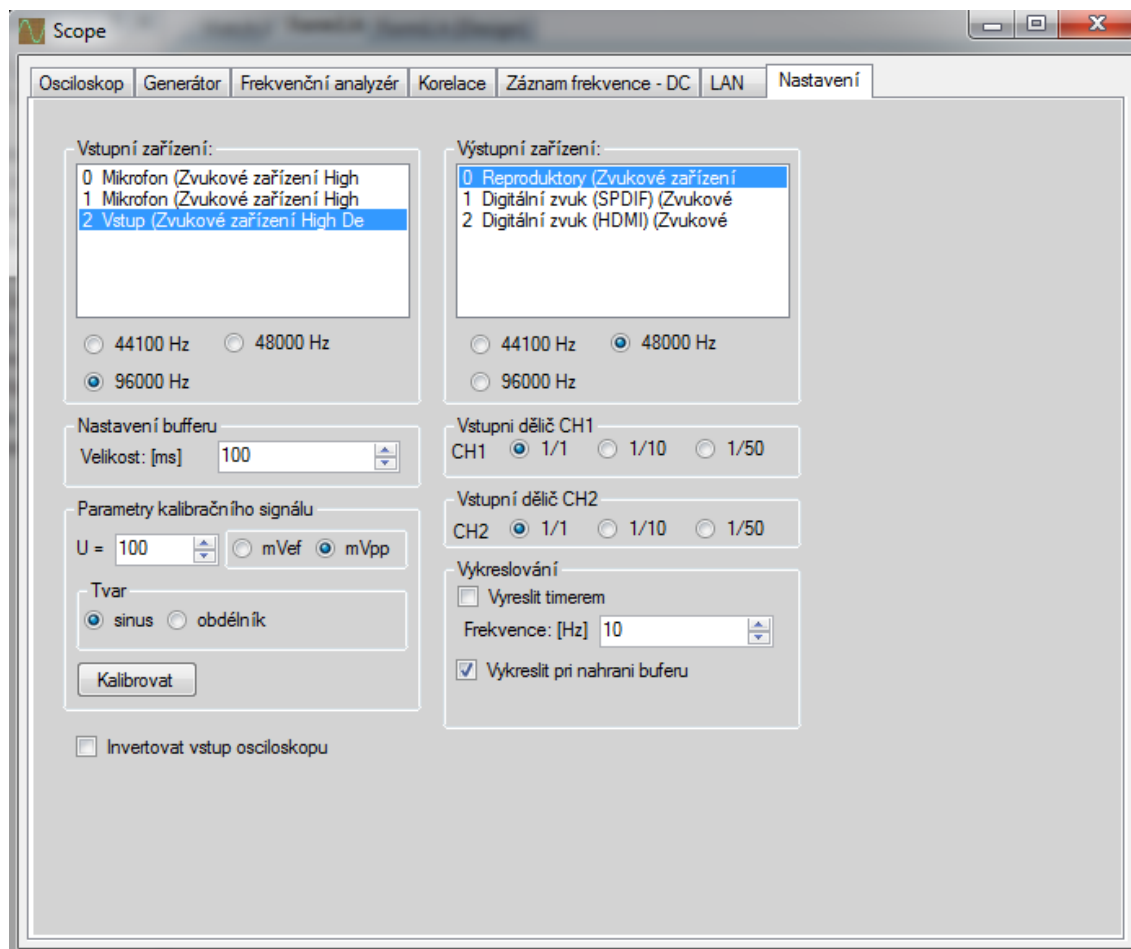 Scope
Osciloskop Generátor Frekvenční analyzér Korelace Záznam frekvence - DC LAN Nastavení
Vstupní zařízení:
0 Mikrofon (Zvukové zařízení High
1 Mikrofon (Zvukové zařízení High
2 Vstup (Zvukové zařízení High De
44100 Hz 48000 Hz
96000 Hz
Výstupní zařízení:
0 Reproduktory (Zvukové zařízení
1 Digitální zvuk (SPDIF) (Zvukové
2 Digitální zvuk (HDMI) (Zvukové
44100 Hz 48000 Hz
96000 Hz
Nastavení bufferu
Velikost: [ms] 100
Vstupni dělič CH1
CH1 1/1 1/10 1/50
Parametry kalibračního signálu
U = 100 mVef mVpp
Tvar
sinus obdélník
Kalibrovat
Vstupní dělič CH2
CH2 1/1 1/10 1/50
Vykreslování
Vyreslit timerem
Frekvence: [Hz] 10
Vykreslit pri nahrani buferu
Invertovat vstup osciloskopu